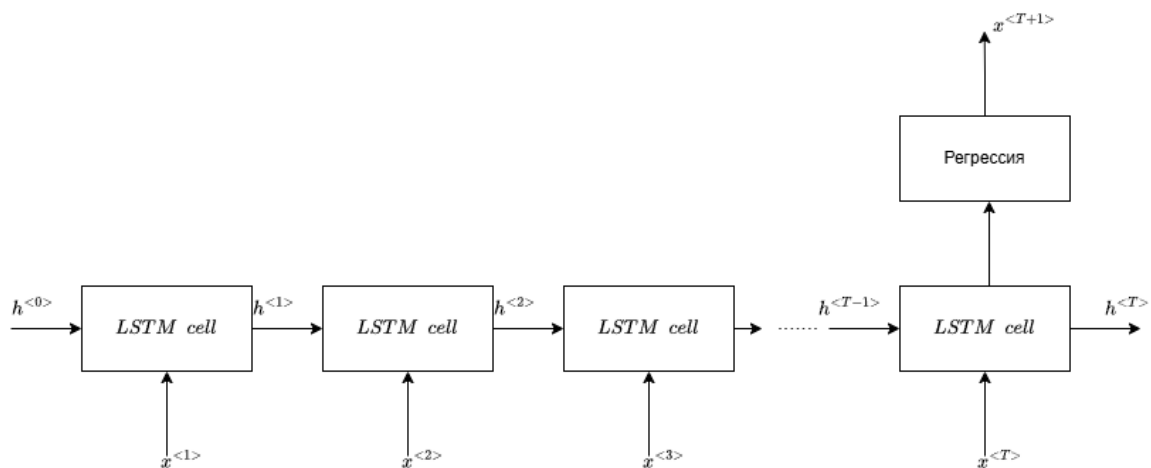 x^{<T+1>}
Регрессия
h^{<0>} h^{<1>} h^{<2>} h^{<T-1>} h^{<T>}
LSTM cell LSTM cell LSTM cell ....... LSTM cell
x^{<1>} x^{<2>} x^{<3>} x^{<T>}